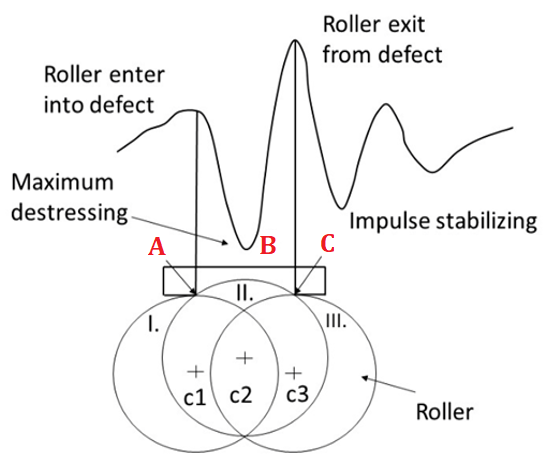 Roller exit
from defect
Roller enter
into defect
Maximum
destressing
Impulse stabilizing
A
B
C
I.
II.
III.
c1
c2
c3
Roller